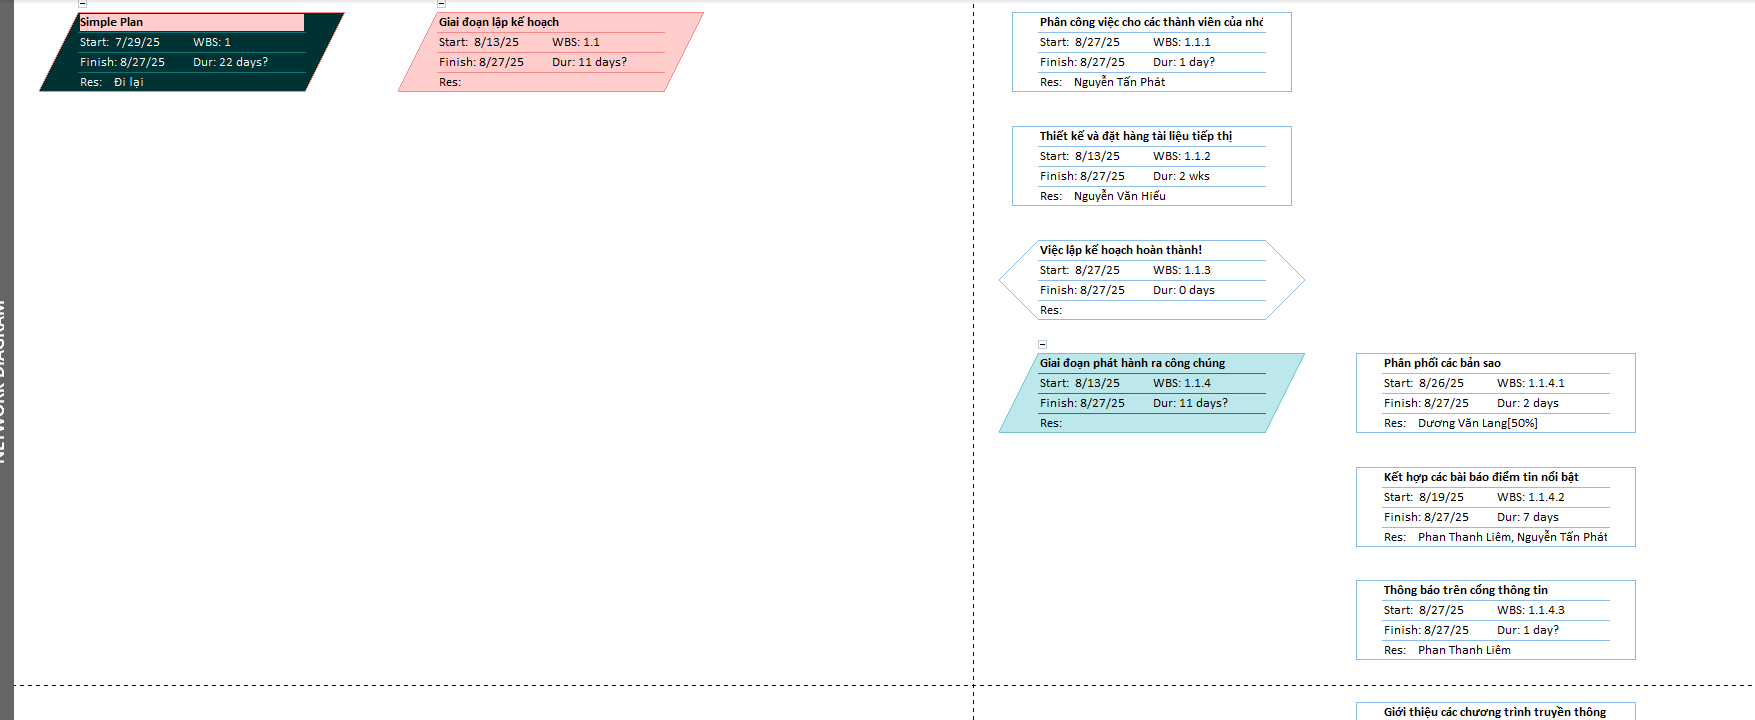 Simple Plan
Start: 7/29/25 WBS: 1
Finish: 8/27/25 Dur: 22 days?
Res: Đi lại
Giai đoạn lập kế hoạch
Start: 8/13/25 WBS: 1.1
Finish: 8/27/25 Dur: 11 days?
Res:
Phân công việc cho các thành viên của
Start: 8/27/25 WBS: 1.1.1
Finish: 8/27/25 Dur: 1 day?
Res: Nguyễn Tấn Phát
Thiết kế và đặt hàng tài liệu tiếp thị
Start: 8/13/25 WBS: 1.1.2
Finish: 8/27/25 Dur: 2 wks
Res: Nguyễn Văn Hiếu
Việc lập kế hoạch hoàn thành!
Start: 8/27/25 WBS: 1.1.3
Finish: 8/27/25 Dur: 0 days
Res:
Giai đoạn phát hành ra công chúng
Start: 8/13/25 WBS: 1.1.4
Finish: 8/27/25 Dur: 11 days?
Res:
Phân phối các bản sao
Start: 8/26/25 WBS: 1.1.4.1
Finish: 8/27/25 Dur: 2 days
Res: Dương Văn Lang[50%]
Kết hợp các bài báo điểm tin nổi bật
Start: 8/19/25 WBS: 1.1.4.2
Finish: 8/27/25 Dur: 7 days
Res: Phan Thanh Liêm, Nguyễn Tấn Phát
Thông báo trên cổng thông tin
Start: 8/27/25 WBS: 1.1.4.3
Finish: 8/27/25 Dur: 1 day?
Res: Phan Thanh Liêm
Giới thiệu các chương trình truyền thông